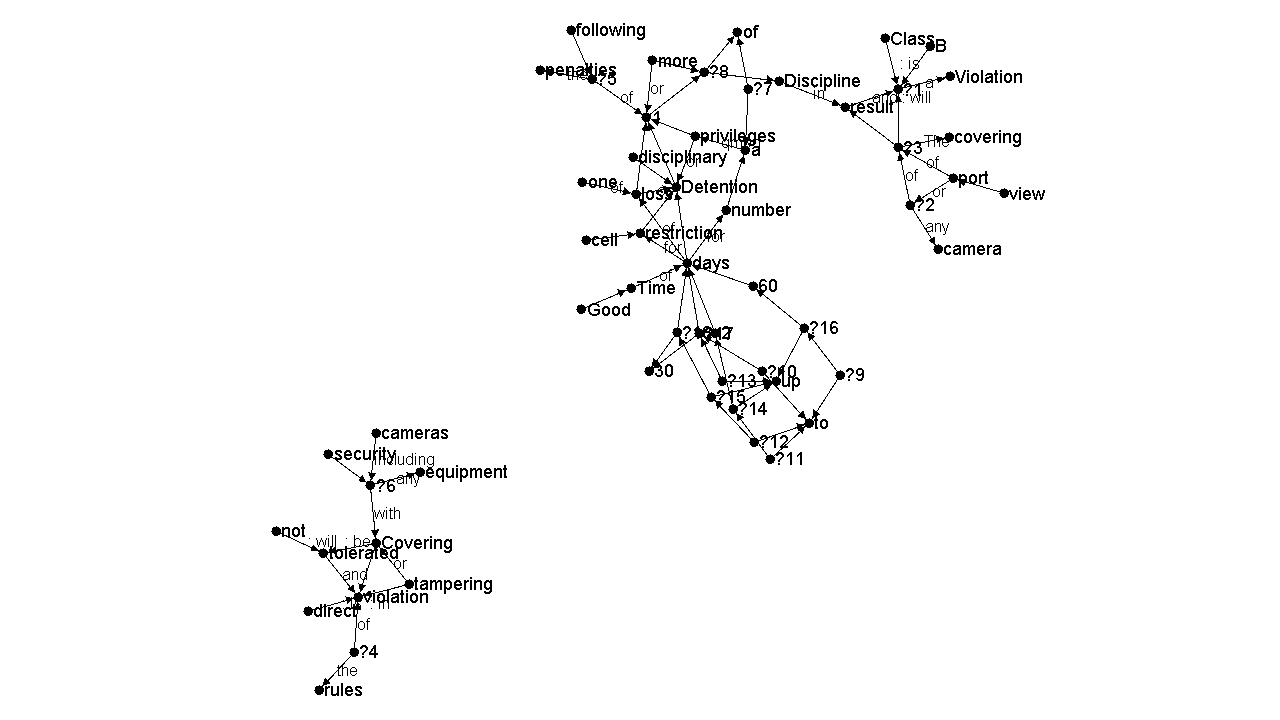 following
of
Class
B
penalties
the
?5
more
?8
: is
Discipline
?1
a
Violation
of
or
?7
in
result
and
will
1
privileges
covering
disciplinary
a
?3
The
or
of
one
of
loss
Detention
port
of
or
view
number
?2
cell
restriction
of
for
for
any
camera
days
of
Time
60
Good
?16
30
?10
?13
up
?9
?15
?14
to
cameras
?12
security
including
?11
any
equipment
?6
with
not
: will : be
Covering
tolerated
or
and
tampering
violation
direct
in
of
?4
the
rules